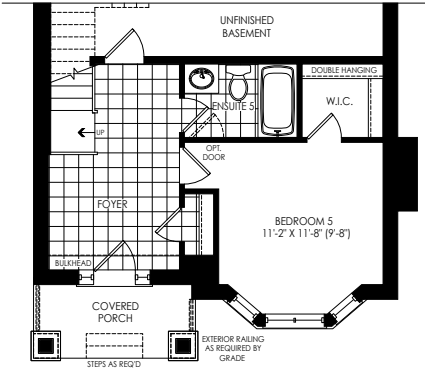 UNFINISHED
BASEMENT
DOUBLE HANGING
W.I.C.
ENSUITE 5
UP
OPT.
DOOR
FOYER
BEDROOM 5
11'-2" X 11'-8" (9'-8")
BULKHEAD
COVERED
PORCH
EXTERIOR RAILING
AS REQUIRED BY
GRADE
STEPS AS REQ'D